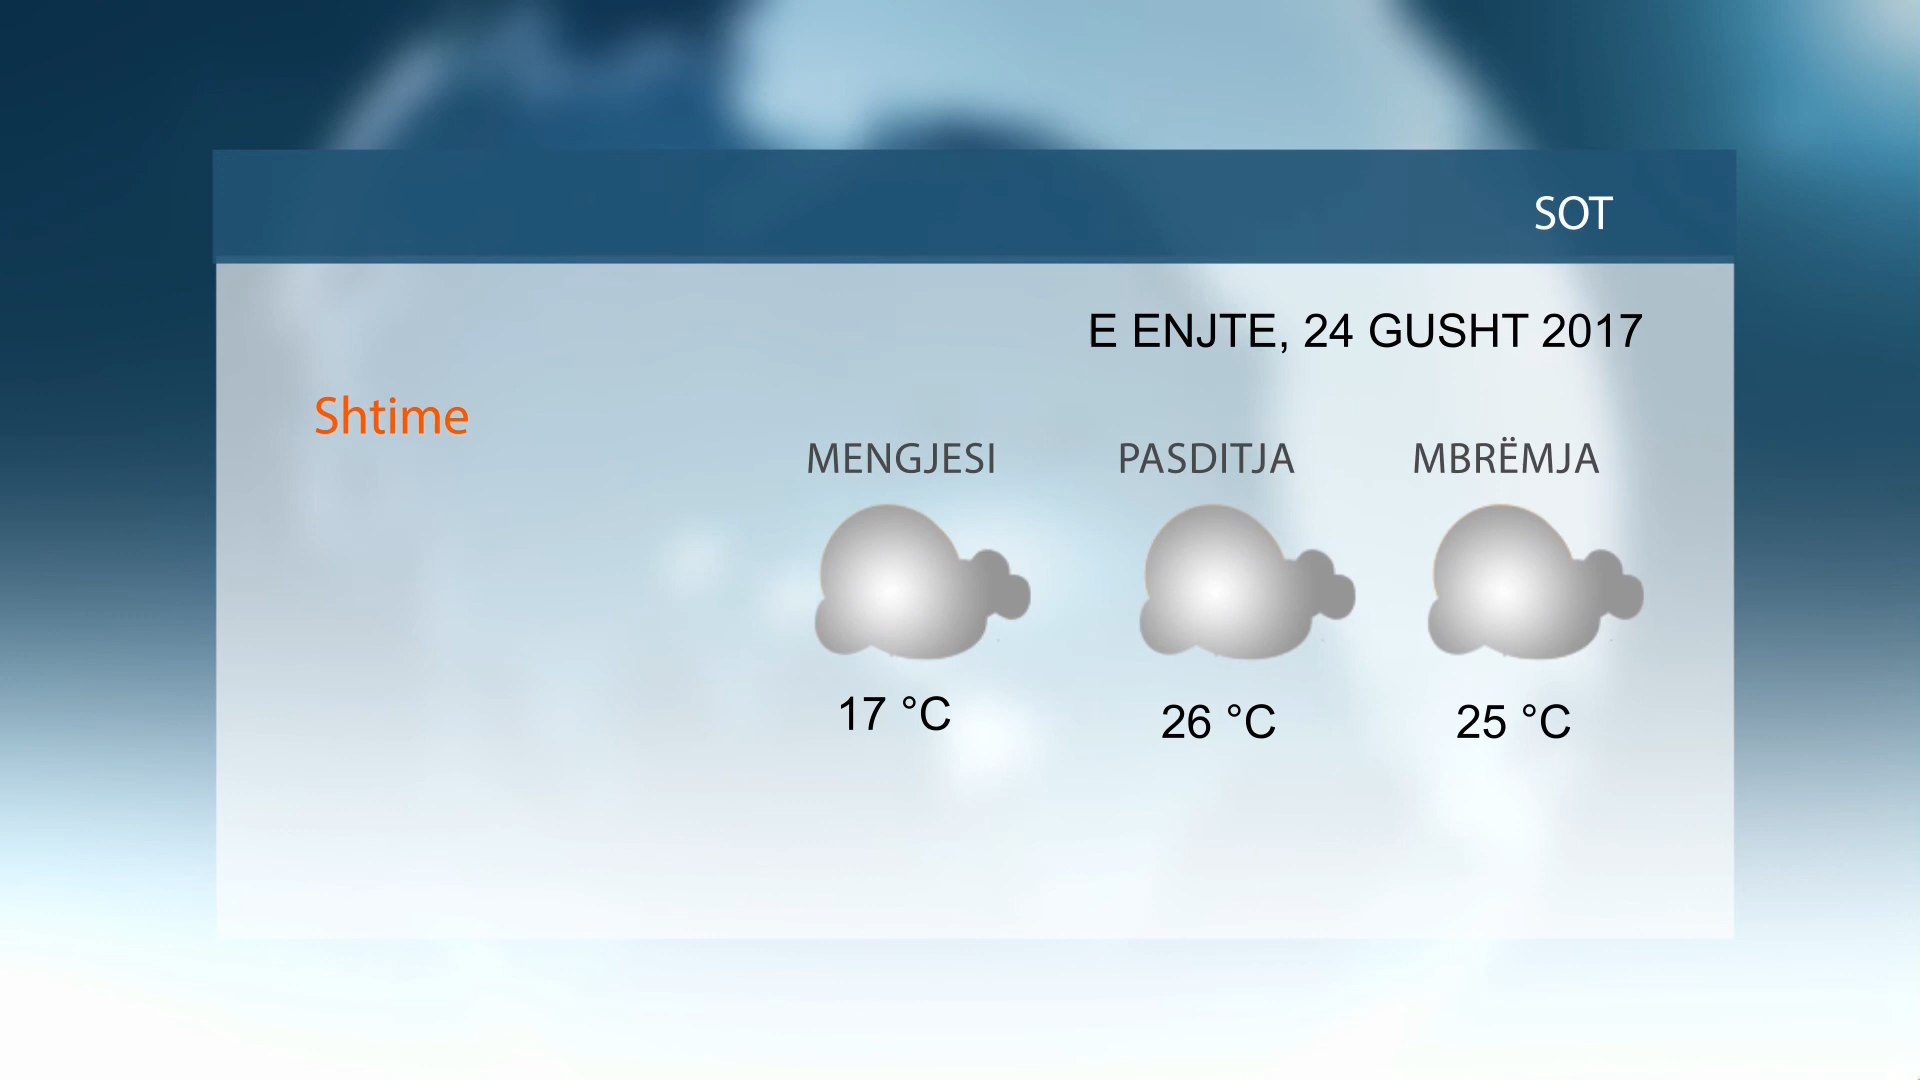 SOT
E ENJTE, 24 GUSHT 2017
Shtime
MENGJESI PASDITJA MBRËMJA
17 °C 26 °C 25 °C